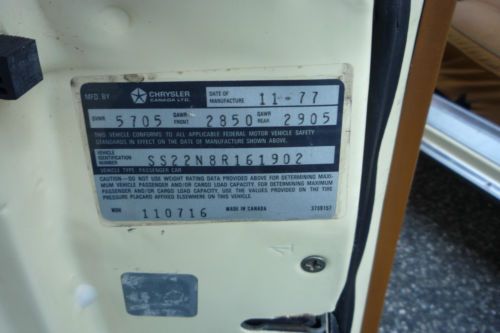 MFD. BY CHRYSLER CANADA LTD. DATE OF MANUFACTURE 11-77
GVWR 5705 GAWR FRONT 2850 GAWR REAR 2905
THIS VEHICLE CONFORMS TO ALL APPLICABLE FEDERAL MOTOR VEHICLE SAFETY
STANDARDS IN EFFECT ON THE DATE OF MANUFACTURE SHOWN ABOVE.
VEHICLE IDENTIFICATION NUMBER SS22N8R161902
VEHICLE TYPE: PASSENGER CAR
CAUTION—DO NOT USE WEIGHT RATING DATA PROVIDED ABOVE FOR DETERMINING MAXI-
MUM VEHICLE PASSENGER AND/OR CARGO LOAD CAPACITY. FOR DETERMINING MAXIMUM
PASSENGER AND/OR CARGO LOAD CAPACITY, USE DATA PROVIDED ON THE TIRE
PRESSURE PLACARD AFFIXED ELSEWHERE ON THIS VEHICLE.
MDH 110716 MADE IN CANADA